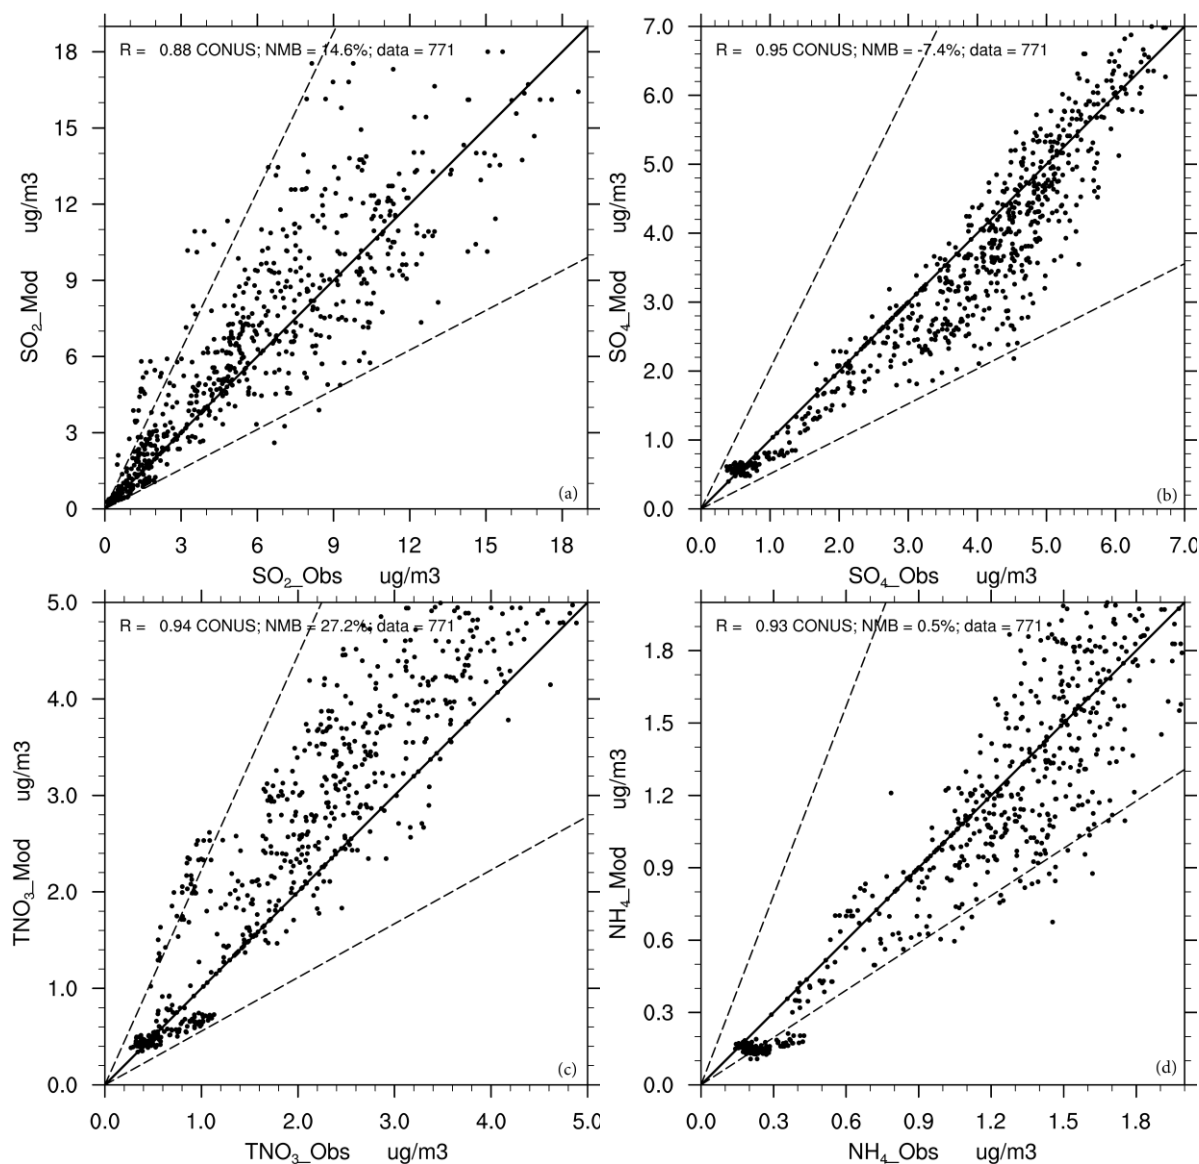 R = 0.88 CONUS; NMB = 14.6%; data = 771
18
15
12
9
6
3
0
SO₂_Mod ug/m3
(a)
0 3 6 9 12 15 18
SO₂_Obs ug/m3
R = 0.95 CONUS; NMB = -7.4%; data = 771
7.0
6.0
5.0
4.0
3.0
2.0
1.0
0.0
SO₄_Mod ug/m3
(b)
0.0 1.0 2.0 3.0 4.0 5.0 6.0 7.0
SO₄_Obs ug/m3
R = 0.94 CONUS; NMB = 27.2%; data = 771
5.0
4.0
3.0
2.0
1.0
0.0
TNO₃_Mod ug/m3
(c)
0.0 1.0 2.0 3.0 4.0 5.0
TNO₃_Obs ug/m3
R = 0.93 CONUS; NMB = 0.5%; data = 771
1.8
1.5
1.2
0.9
0.6
0.3
0.0
NH₄_Mod ug/m3
(d)
0.0 0.3 0.6 0.9 1.2 1.5 1.8
NH₄_Obs ug/m3